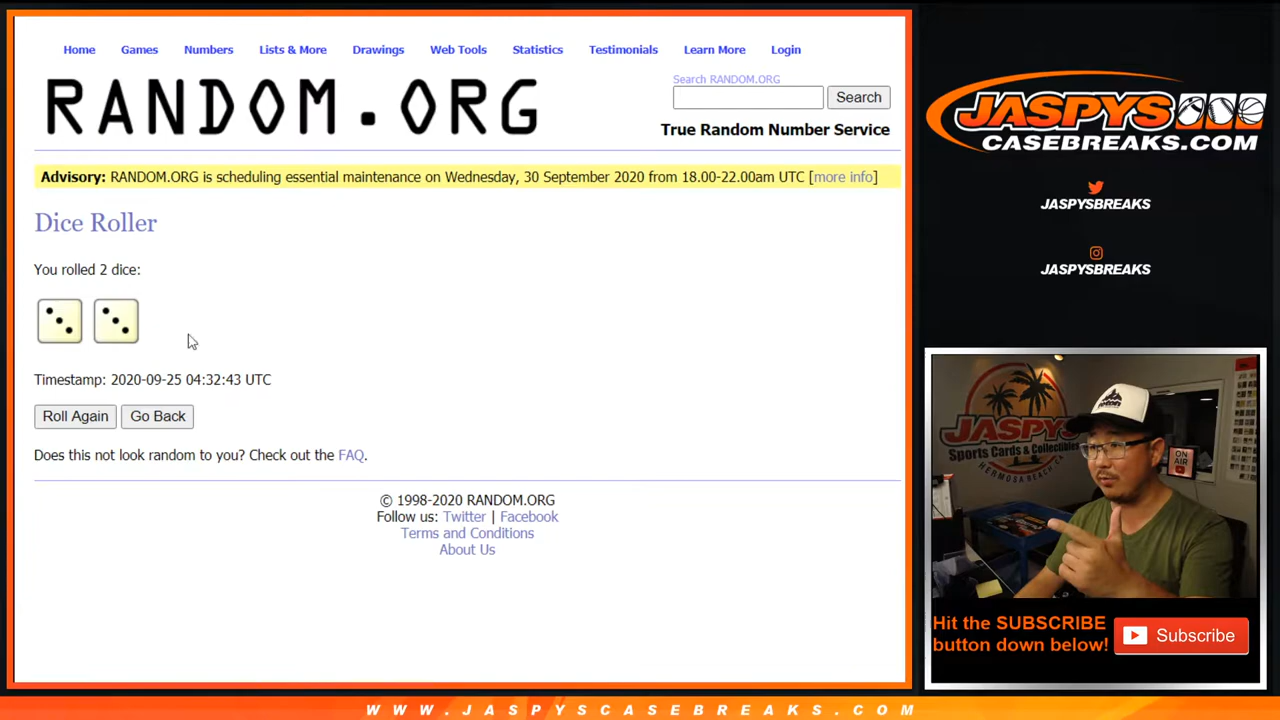 Home Games Numbers Lists & More Drawings Web Tools Statistics Testimonials Learn More Login
RANDOM.ORG
Search RANDOM.ORG
Search
True Random Number Service
Advisory: RANDOM.ORG is scheduling essential maintenance on Wednesday, 30 September 2020 from 18.00-22.00am UTC [more info]
Dice Roller
You rolled 2 dice:
Timestamp: 2020-09-25 04:32:43 UTC
Roll Again Go Back
Does this not look random to you? Check out the FAQ.
© 1998-2020 RANDOM.ORG
Follow us: Twitter | Facebook
Terms and Conditions
About Us
JASPYS
CASEBREAKS.COM
JASPYSBREAKS
JASPYSBREAKS
JASPYS
Sports Cards & Collectibles
HERMOSA BEACH, CA
ON AIR
Hit the SUBSCRIBE
button down below!
Subscribe
WWW.JASPYSCASEBREAKS.COM